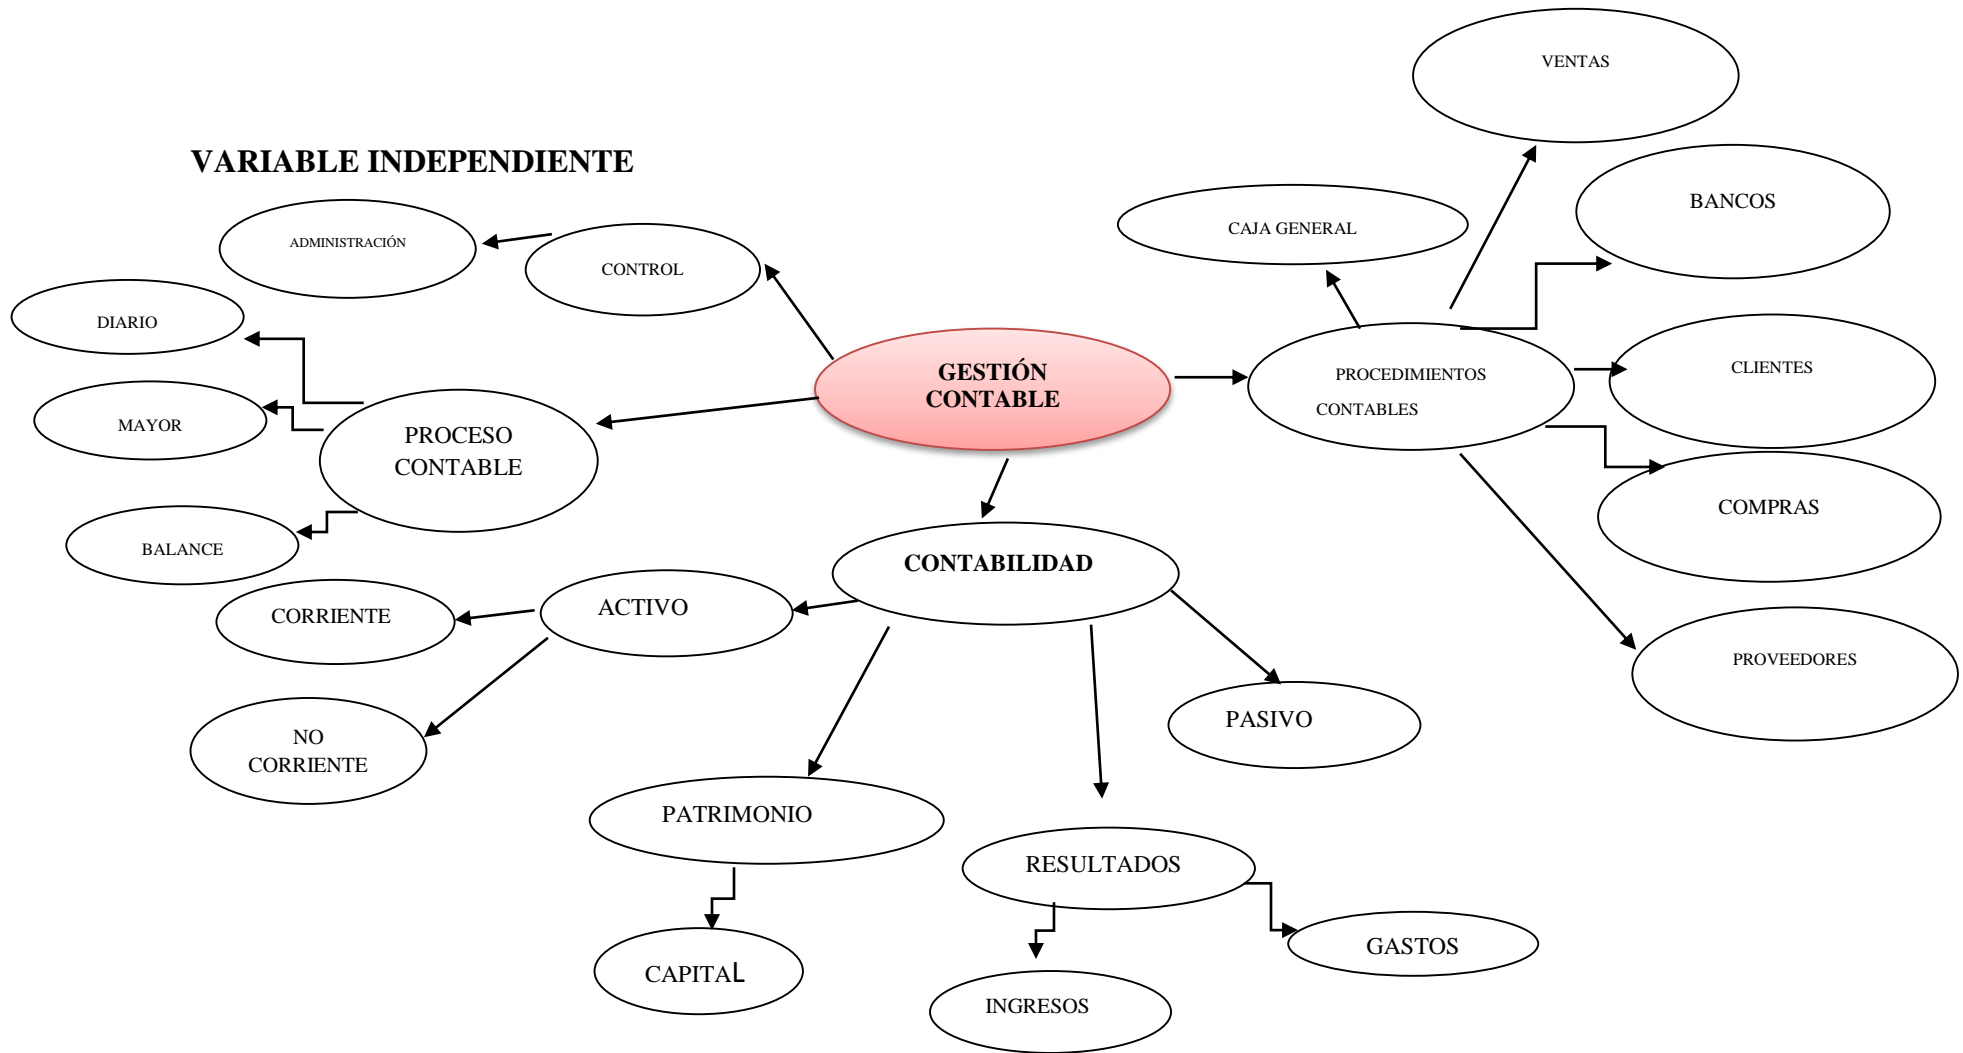 VENTAS
VARIABLE INDEPENDIENTE
BANCOS
CAJA GENERAL
ADMINISTRACIÓN
CONTROL
DIARIO
GESTIÓN
CONTABLE
PROCEDIMIENTOS
CONTABLES
CLIENTES
MAYOR
PROCESO
CONTABLE
COMPRAS
BALANCE
CONTABILIDAD
CORRIENTE
ACTIVO
PROVEEDORES
PASIVO
NO
CORRIENTE
PATRIMONIO
RESULTADOS
CAPITAL
GASTOS
INGRESOS